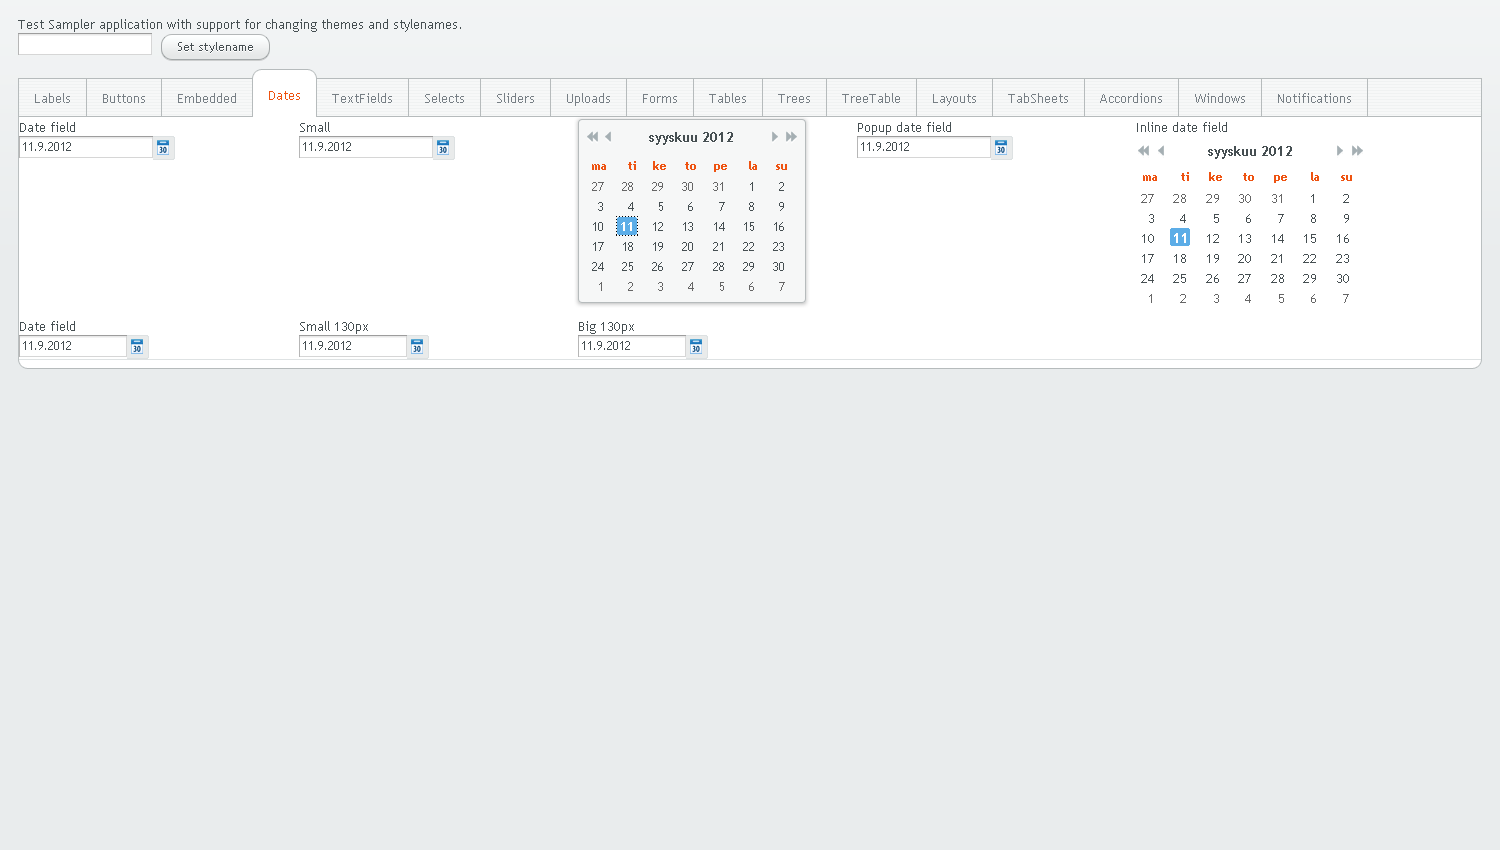 Test Sampler application with support for changing themes and stylenames.
Set stylename
Labels Buttons Embedded Dates TextFields Selects Sliders Uploads Forms Tables Trees TreeTable Layouts TabSheets Accordions Windows Notifications
Date field
11.9.2012
30
Small
11.9.2012
30
syyskuu 2012
ma ti ke to pe la su
27 28 29 30 31 1 2
3 4 5 6 7 8 9
10 11 12 13 14 15 16
17 18 19 20 21 22 23
24 25 26 27 28 29 30
1 2 3 4 5 6 7
Popup date field
11.9.2012
30
Inline date field
syyskuu 2012
ma ti ke to pe la su
27 28 29 30 31 1 2
3 4 5 6 7 8 9
10 11 12 13 14 15 16
17 18 19 20 21 22 23
24 25 26 27 28 29 30
1 2 3 4 5 6 7
Date field
11.9.2012
30
Small 130px
11.9.2012
30
Big 130px
11.9.2012
30